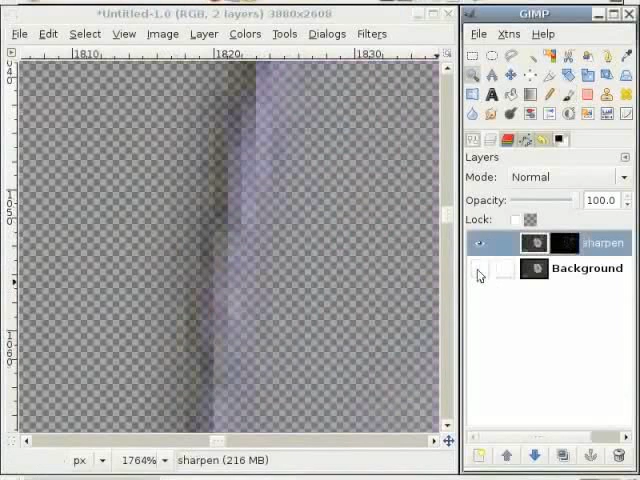 *Untitled-1.0 (RGB, 2 layers) 3880x2608
File Edit Select View Image Layer Colors Tools Dialogs Filters
1810 1820 1830
1050
1060
px 1764% sharpen (216 MB)
GIMP
File Xtns Help
Layers
Mode: Normal
Opacity: 100.0
Lock:
sharpen
Background